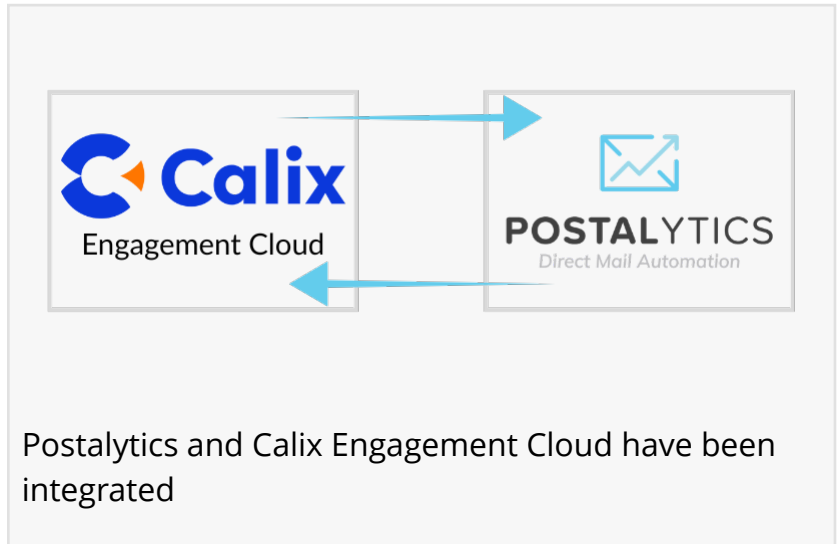 Calix
Engagement Cloud
POSTALYTICS
Direct Mail Automation
Postalytics and Calix Engagement Cloud have been
integrated